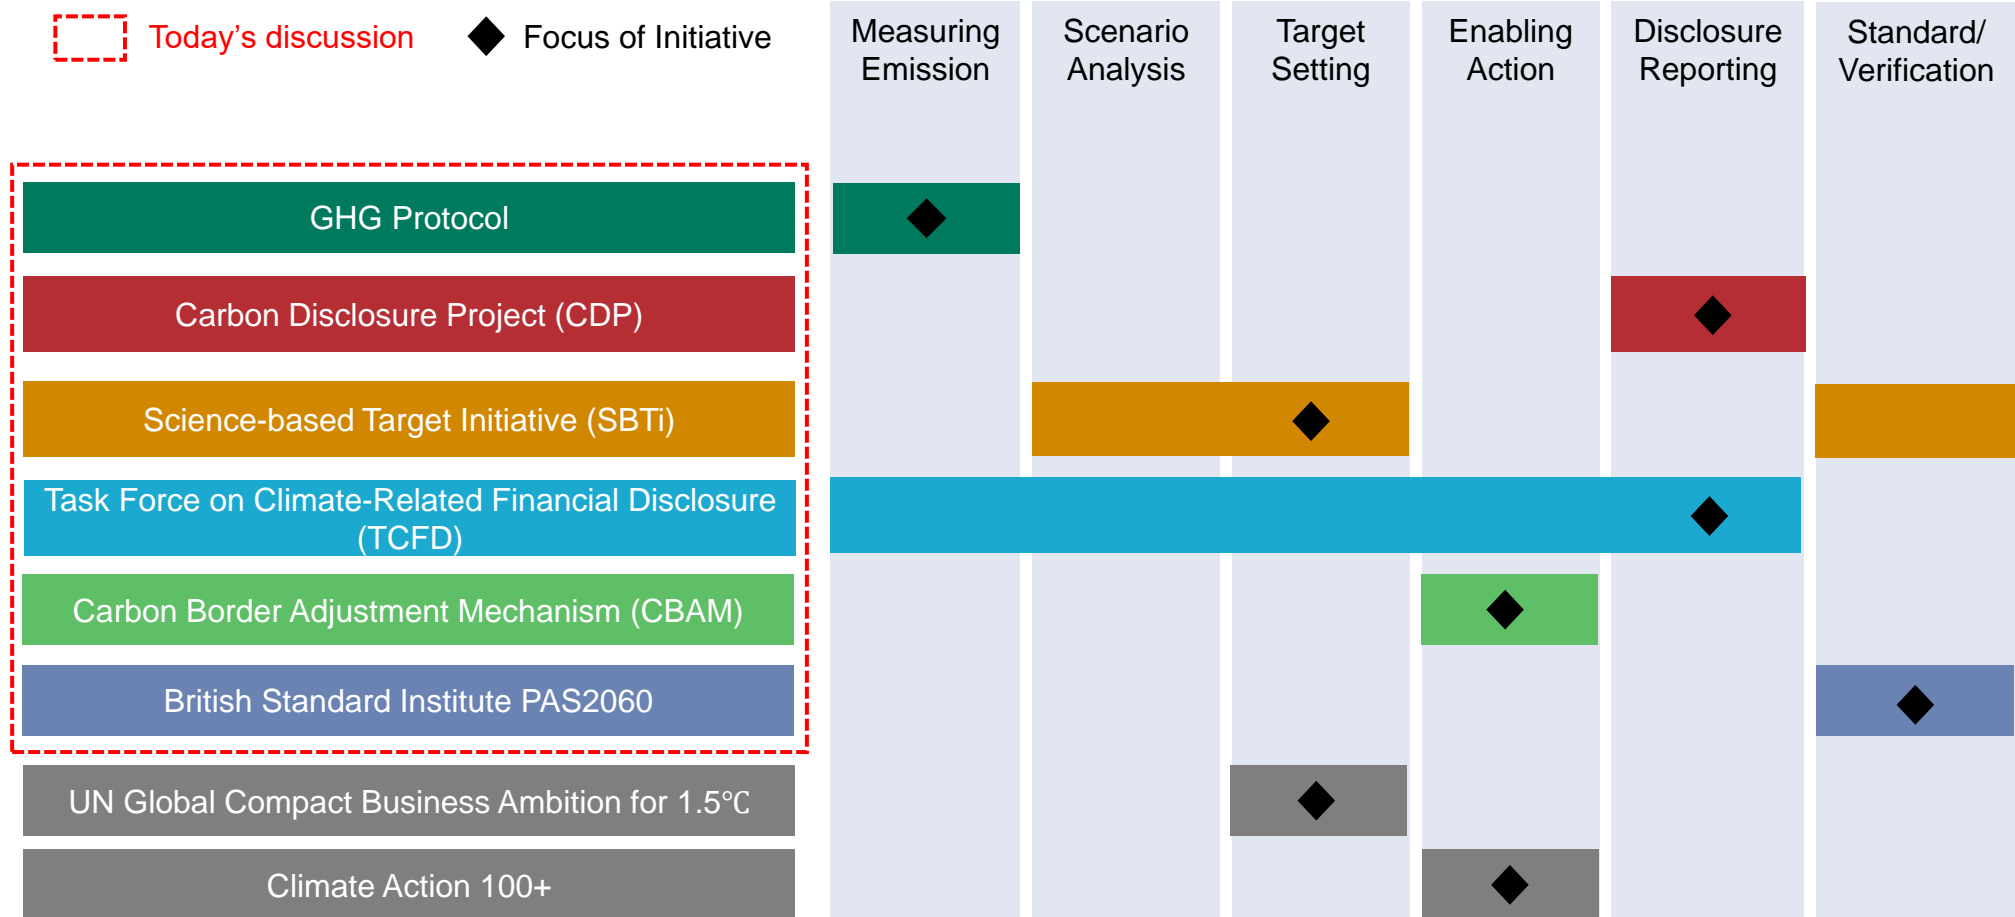 Today’s discussion
Focus of Initiative
Measuring
Emission
Scenario
Analysis
Target
Setting
Enabling
Action
Disclosure
Reporting
Standard/
Verification
GHG Protocol
Carbon Disclosure Project (CDP)
Science-based Target Initiative (SBTi)
Task Force on Climate-Related Financial Disclosure
(TCFD)
Carbon Border Adjustment Mechanism (CBAM)
British Standard Institute PAS2060
UN Global Compact Business Ambition for 1.5℃
Climate Action 100+